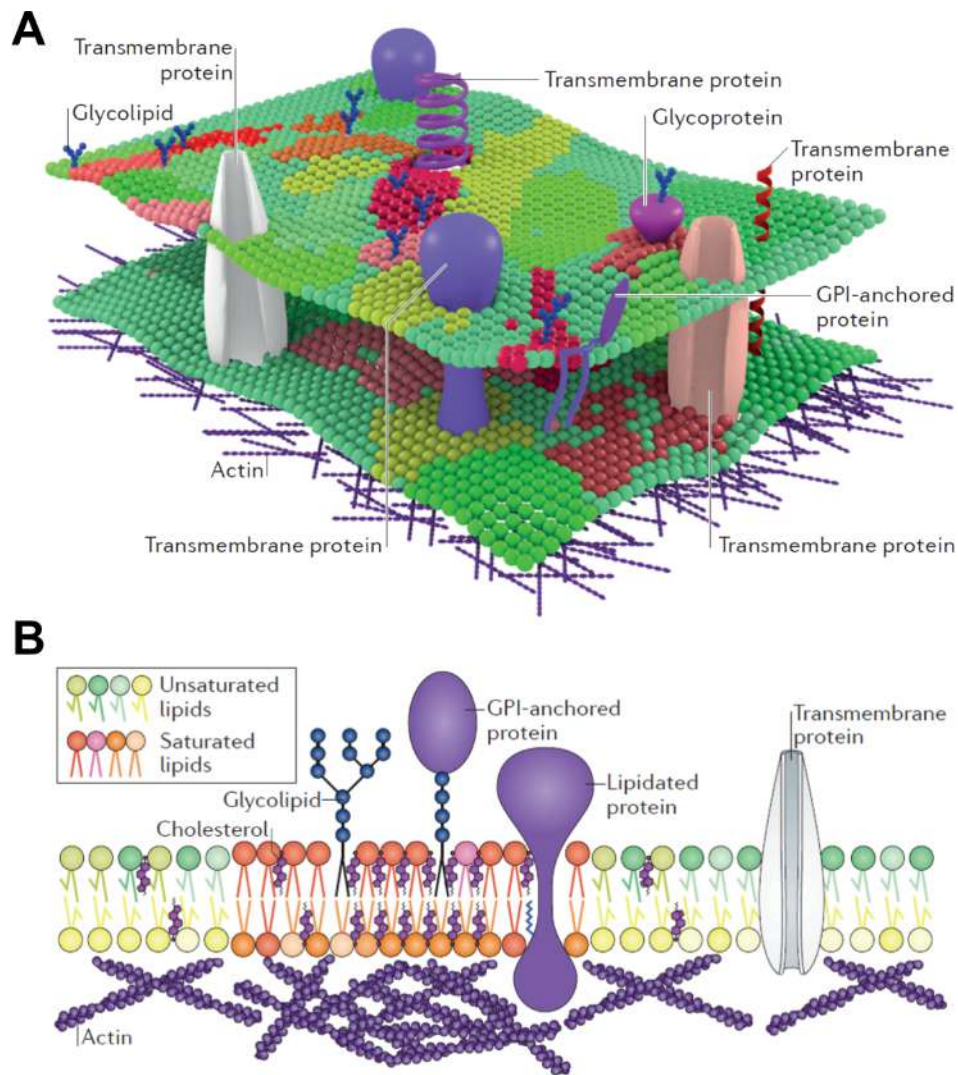 A
Transmembrane
protein
Transmembrane protein
Glycolipid
Glycoprotein
Transmembrane
protein
GPI-anchored
protein
Actin
Transmembrane protein
Transmembrane protein
B
Unsaturated
lipids
Saturated
lipids
GPI-anchored
protein
Transmembrane
protein
Glycolipid
Lipidated
protein
Cholesterol
Actin